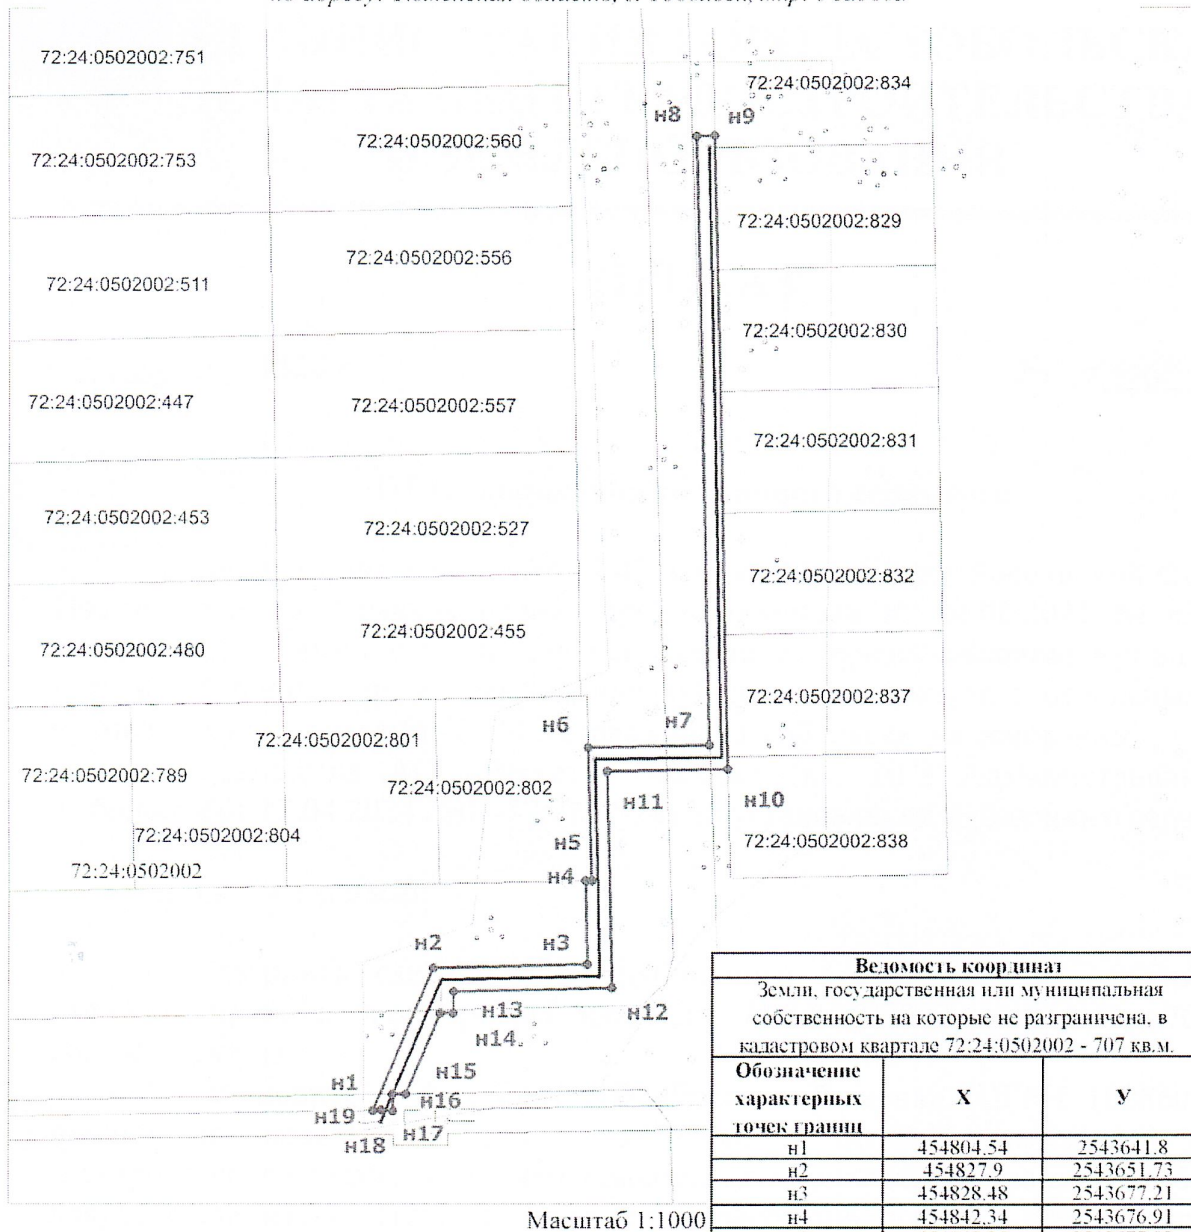 72:24:0502002:751
72:24:0502002:834
н8
н9
72:24:0502002:560
72:24:0502002:753
72:24:0502002:829
72:24:0502002:556
72:24:0502002:511
72:24:0502002:830
72:24:0502002:447
72:24:0502002:557
72:24:0502002:831
72:24:0502002:453
72:24:0502002:527
72:24:0502002:832
72:24:0502002:455
72:24:0502002:480
72:24:0502002:837
н6
н7
72:24:0502002:801
72:24:0502002:789
72:24:0502002:802
н11
н10
72:24:0502002:804
72:24:0502002:838
72:24:0502002
н5
н4
н2
н3
н12
н13
н14
н15
н1
н16
н19
н17
н18
Ведомость координат
Земли, государственная или муниципальная
собственность на которые не разграничена, в
кадастровом квартале 72:24:0502002 - 707 кв.м.
Обозначение характерных точек границ X У
н1 454804.54 2543641.8
н2 454827.9 2543651.73
н3 454828.48 2543677.21
н4 454842.34 2543676.91
Масштаб 1:1000